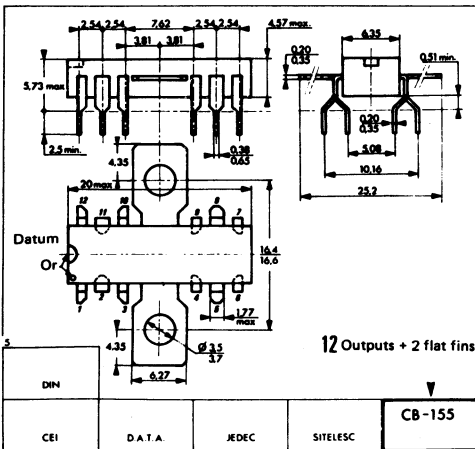 2,54 2,54 7,62 2,54 2,54
3,81 3,81
4,57 max.
6,35
0,20
0,35
0,51 min.
5,73 max
2,5 min.
4,35
0,38
0,65
0,20
0,35
5,08
10,16
25,2
20 max
12 11 10 9 8 7
Datum
Or
16,4
16,6
1 2 3 4 5 6
1,77
max
4,35
Ø 3,5
3,7
6,27
12 Outputs + 2 flat fins
5
DIN
CB-155
CEI D.A.T.A. JEDEC SITELESC